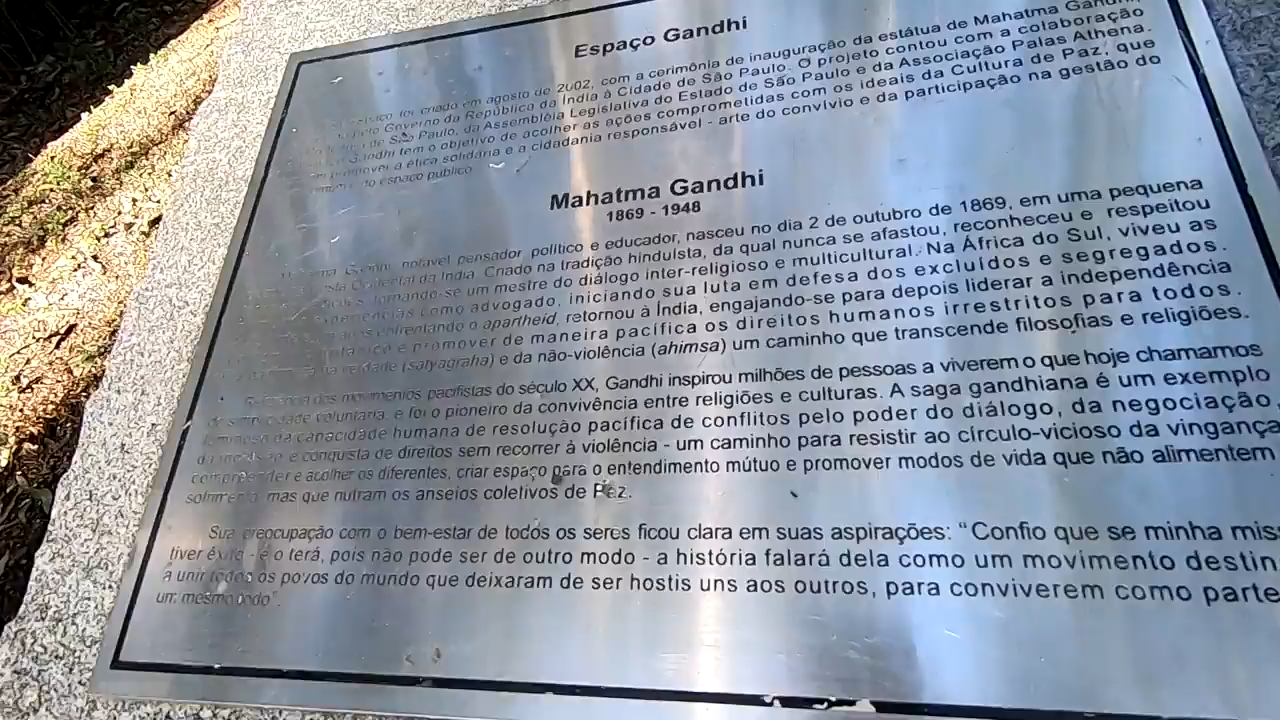 Espaço Gandhi
foi criado em agosto de 2002, com a cerimônia de inauguração da estátua de Mahatma Gandhi,
Governo da República da Índia à Cidade de São Paulo. O projeto contou com a colaboração
de São Paulo, da Assembléia Legislativa do Estado de São Paulo e da Associação Palas Athena.
Gandhi tem o objetivo de acolher as ações comprometidas com os ideais da Cultura de Paz, que
promover a ética solidária e a cidadania responsável - arte do convívio e da participação na gestão do
do espaço público
Mahatma Gandhi
1869 - 1948
Gandhi, notável pensador político e educador, nasceu no dia 2 de outubro de 1869, em uma pequena
Ocidental da Índia. Criado na tradição hinduísta, da qual nunca se afastou, reconheceu e respeitou
tornando-se um mestre do diálogo inter-religioso e multicultural. Na África do Sul, viveu as
como advogado, iniciando sua luta em defesa dos excluídos e segregados.
enfrentando o apartheid, retornou à Índia, engajando-se para depois liderar a independência
e promover de maneira pacífica os direitos humanos irrestritos para todos.
verdade (satyagraha) e da não-violência (ahimsa) um caminho que transcende filosofias e religiões.
dos movimentos pacifistas do século XX, Gandhi inspirou milhões de pessoas a viverem o que hoje chamamos
voluntária, e foi o pioneiro da convivência entre religiões e culturas. A saga gandhiana é um exemplo
da capacidade humana de resolução pacífica de conflitos pelo poder do diálogo, da negociação,
e conquista de direitos sem recorrer à violência - um caminho para resistir ao círculo-vicioso da vingança
compreender e acolher os diferentes, criar espaço para o entendimento mútuo e promover modos de vida que não alimentem
mas que nutram os anseios coletivos de Paz.
Sua preocupação com o bem-estar de todos os seres ficou clara em suas aspirações: “Confio que se minha mis
tiver êxito - e o terá, pois não pode ser de outro modo - a história falará dela como um movimento destin
a unir todos os povos do mundo que deixaram de ser hostis uns aos outros, para conviverem como parte
um mesmo todo”.